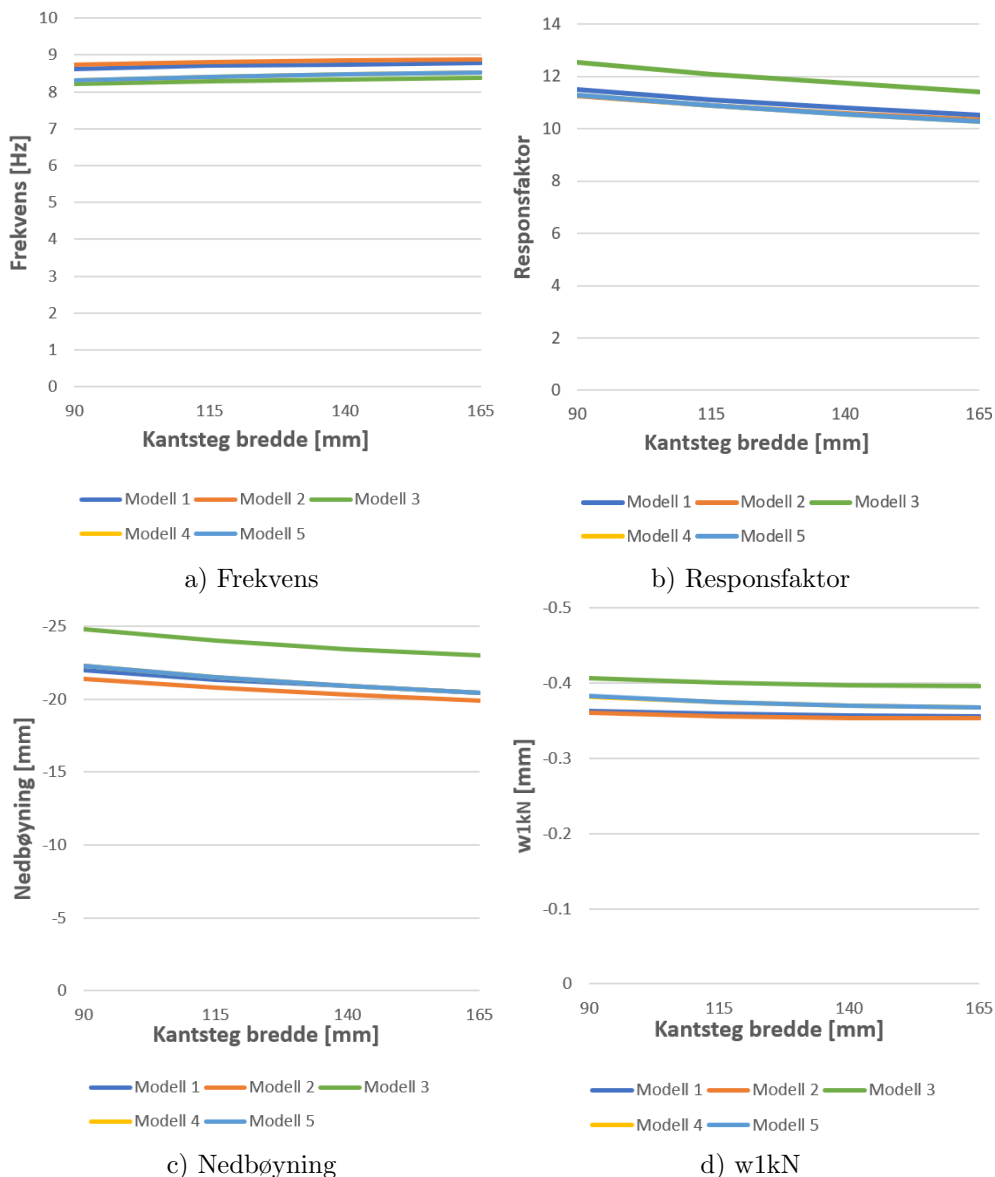 10
9
8
7
6
5
4
3
2
1
0
Frekvens [Hz]
90 115 140 165
Kantsteg bredde [mm]
Modell 1 Modell 2 Modell 3
Modell 4 Modell 5
a) Frekvens
14
12
10
8
6
4
2
0
Responsfaktor
90 115 140 165
Kantsteg bredde [mm]
Modell 1 Modell 2 Modell 3
Modell 4 Modell 5
b) Responsfaktor
-25
-20
-15
-10
-5
0
Nedbøyning [mm]
90 115 140 165
Kantsteg bredde [mm]
Modell 1 Modell 2 Modell 3
Modell 4 Modell 5
c) Nedbøyning
-0.5
-0.4
-0.3
-0.2
-0.1
0
w1kN [mm]
90 115 140 165
Kantsteg bredde [mm]
Modell 1 Modell 2 Modell 3
Modell 4 Modell 5
d) w1kN